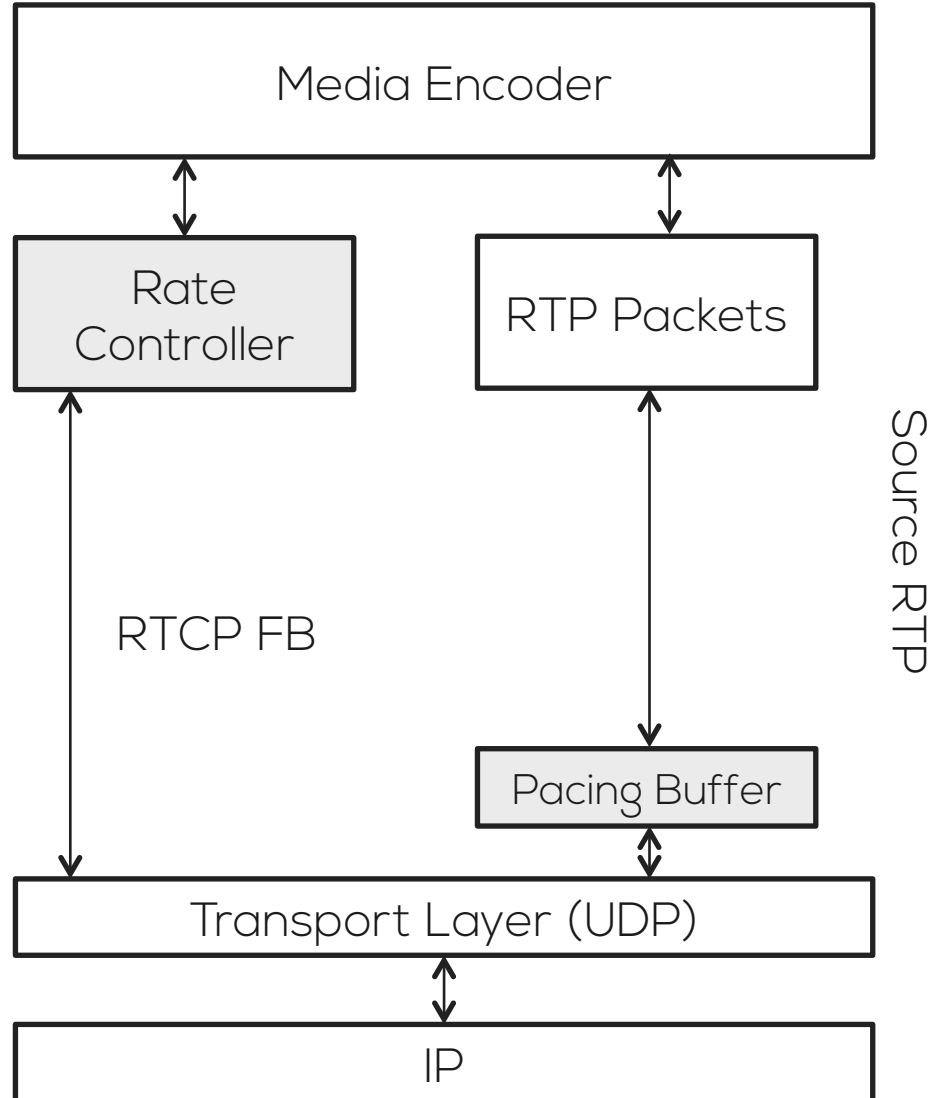 Media Encoder
Rate
Controller
RTP Packets
Source RTP
RTCP FB
Pacing Buffer
Transport Layer (UDP)
IP